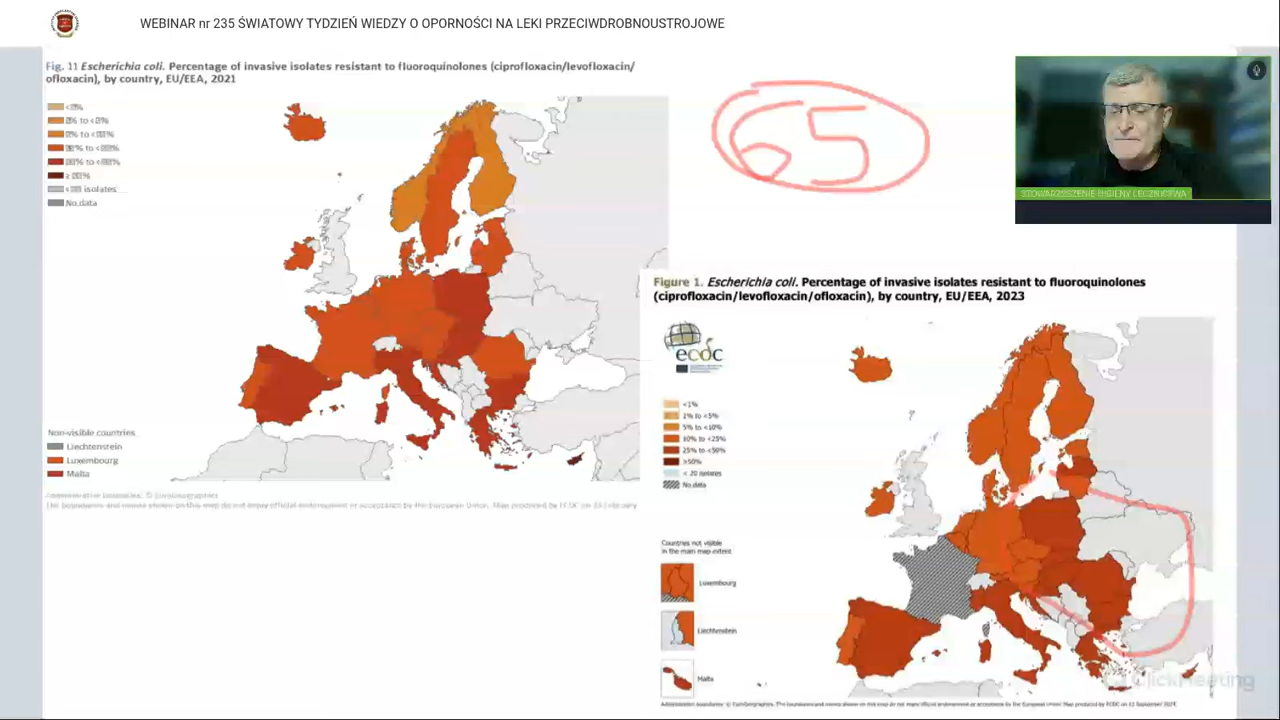 WEBINAR nr 235 ŚWIATOWY TYDZIEŃ WIEDZY O OPORNOŚCI NA LEKI PRZECIWDROBNOUSTROJOWE
Fig. 11 Escherichia coli. Percentage of invasive isolates resistant to fluoroquinolones (ciprofloxacin/levofloxacin/
ofloxacin), by country, EU/EEA, 2021
isolates
No data
Non-visible countries
Liechtenstein
Luxembourg
Malta
65
STOWARZYSZENIE HIGIENY LECZNICTWA
Figure 1. Escherichia coli. Percentage of invasive isolates resistant to fluoroquinolones
(ciprofloxacin/levofloxacin/ofloxacin), by country, EU/EEA, 2023
ecdc
<1%
1% to <5%
5% to <10%
10% to <25%
25% to <50%
≥50%
< 20 isolates
No data
Countries not visible
in the main map extent
Luxembourg
Liechtenstein
Malta
ClickMeeting